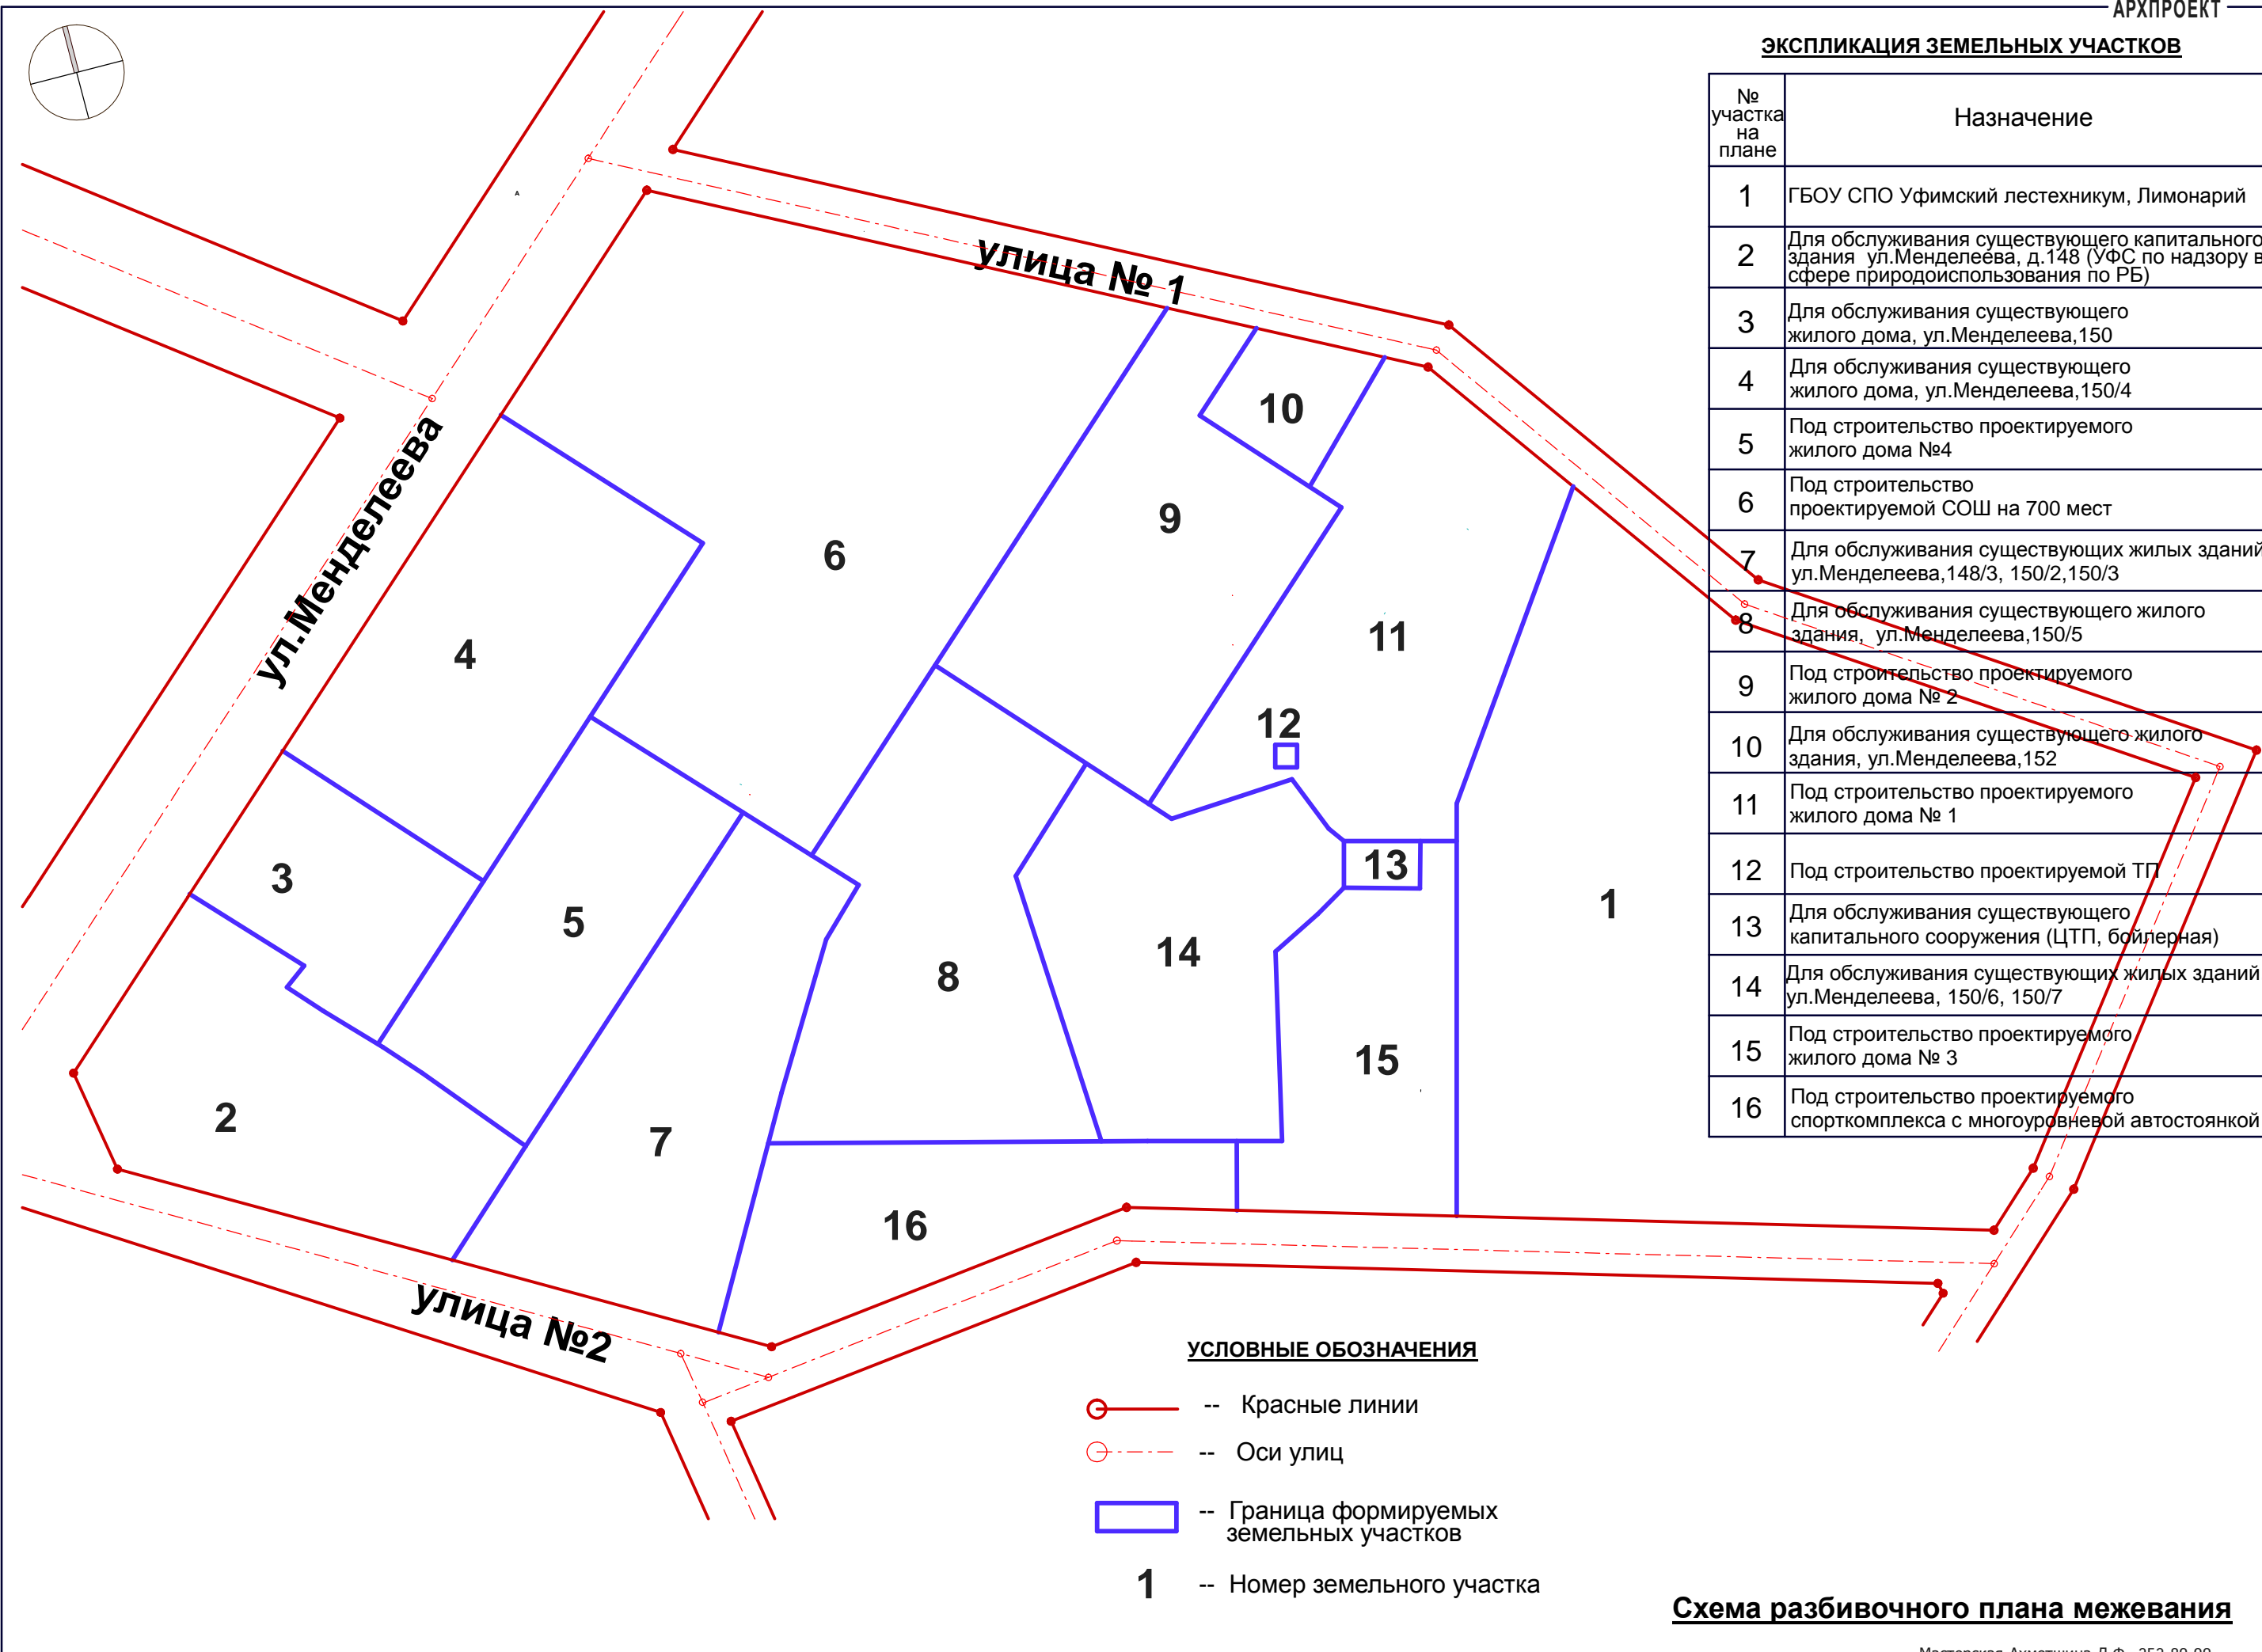 АРХПРОЕКТ
ЭКСПЛИКАЦИЯ ЗЕМЕЛЬНЫХ УЧАСТКОВ
№
участка
на
плане
Назначение
1
ГБОУ СПО Уфимский лестехникум, Лимонарий
2
Для обслуживания существующего капитального
здания ул.Менделеева, д.148 (УФС по надзору в
сфере природоиспользования по РБ)
3
Для обслуживания существующего
жилого дома, ул.Менделеева,150
4
Для обслуживания существующего
жилого дома, ул.Менделеева,150/4
5
Под строительство проектируемого
жилого дома №4
6
Под строительство
проектируемой СОШ на 700 мест
7
Для обслуживания существующих жилых зданий
ул.Менделеева,148/3, 150/2,150/3
8
Для обслуживания существующего жилого
здания, ул.Менделеева,150/5
9
Под строительство проектируемого
жилого дома № 2
10
Для обслуживания существующего жилого
здания, ул.Менделеева,152
11
Под строительство проектируемого
жилого дома № 1
12
Под строительство проектируемой ТП
13
Для обслуживания существующего
капитального сооружения (ЦТП, бойлерная)
14
Для обслуживания существующих жилых зданий
ул.Менделеева, 150/6, 150/7
15
Под строительство проектируемого
жилого дома № 3
16
Под строительство проектируемого
спорткомплекса с многоуровневой автостоянкой
А
улица № 1
ул.Менделеева
10
9
6
11
4
12
13
3
1
5
14
8
15
2
7
16
улица №2
УСЛОВНЫЕ ОБОЗНАЧЕНИЯ
-- Красные линии
-- Оси улиц
-- Граница формируемых
земельных участков
1 -- Номер земельного участка
Схема разбивочного плана межевания